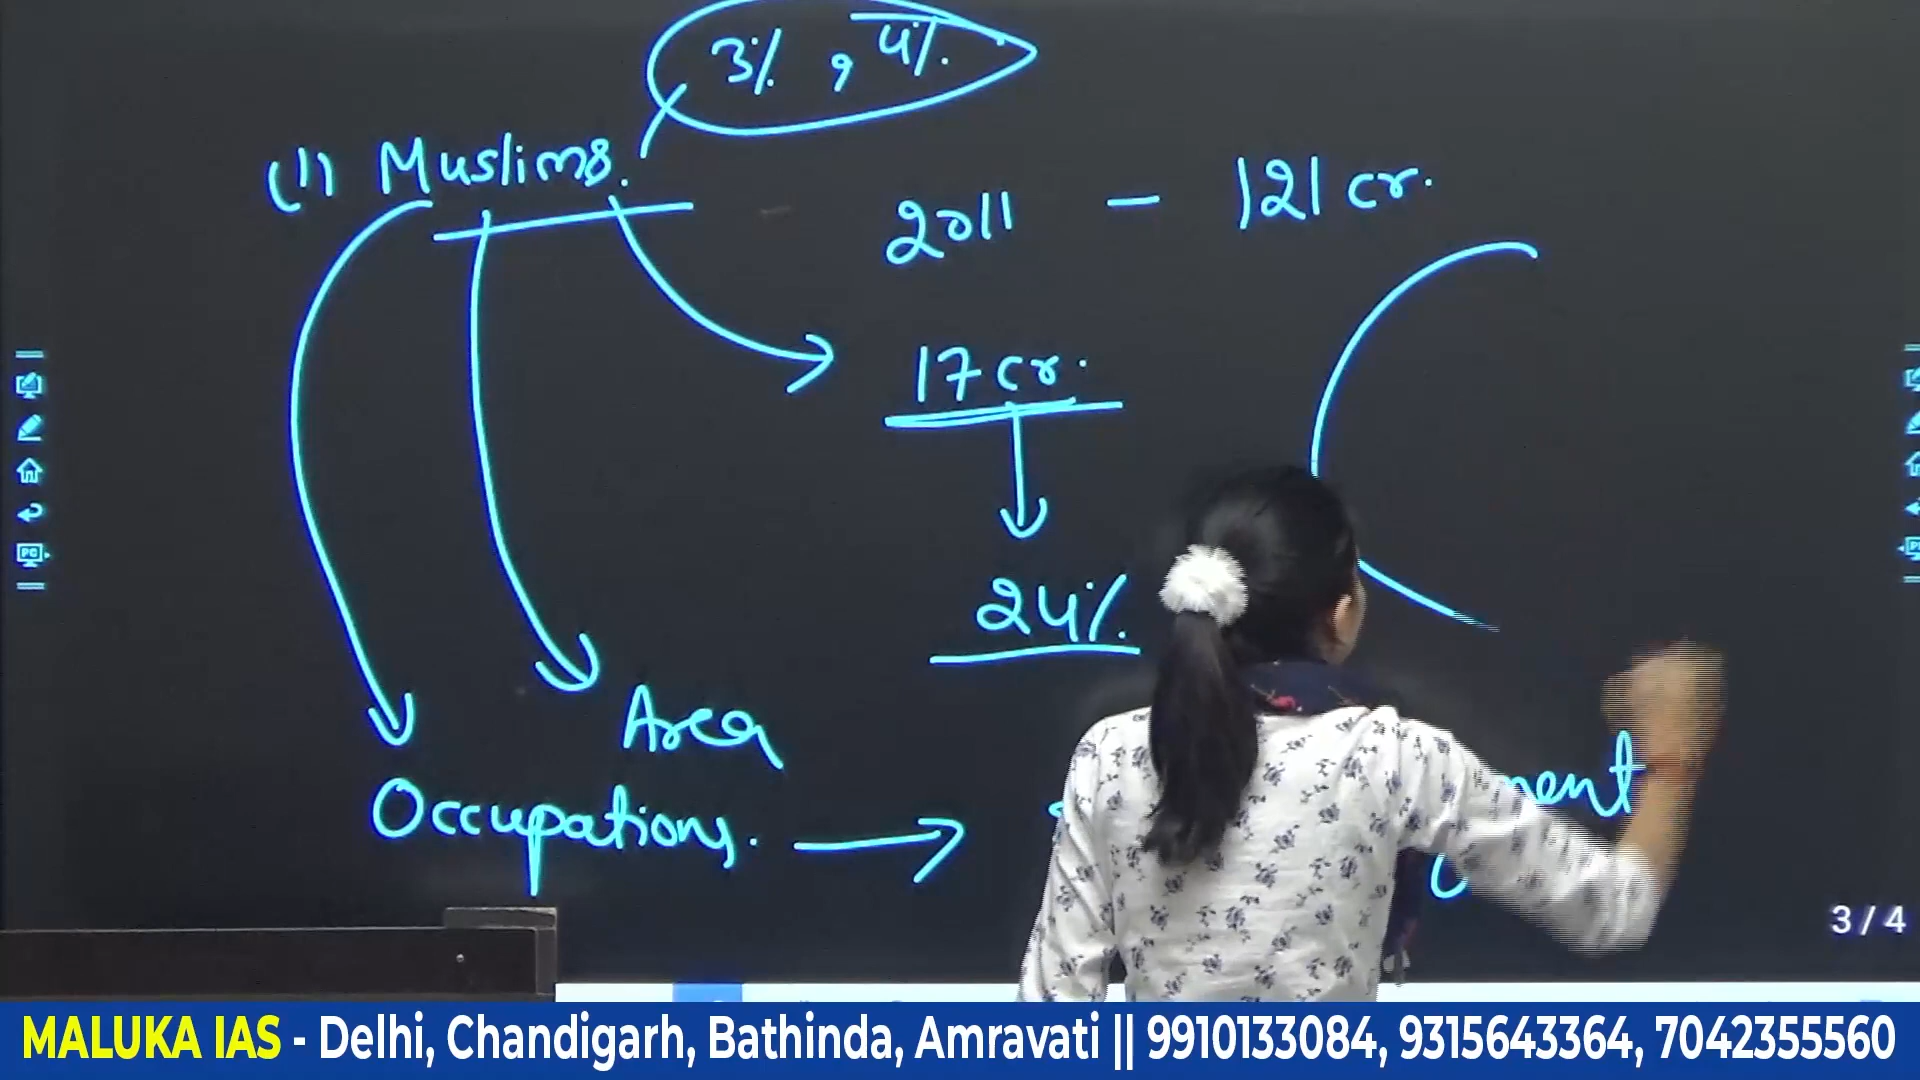 3%, 4%.
(1) Muslims.
2011 - 121 cr.
17 cr.
24%.
Area
Occupations. →
3 / 4
MALUKA IAS - Delhi, Chandigarh, Bathinda, Amravati || 9910133084, 9315643364, 7042355560